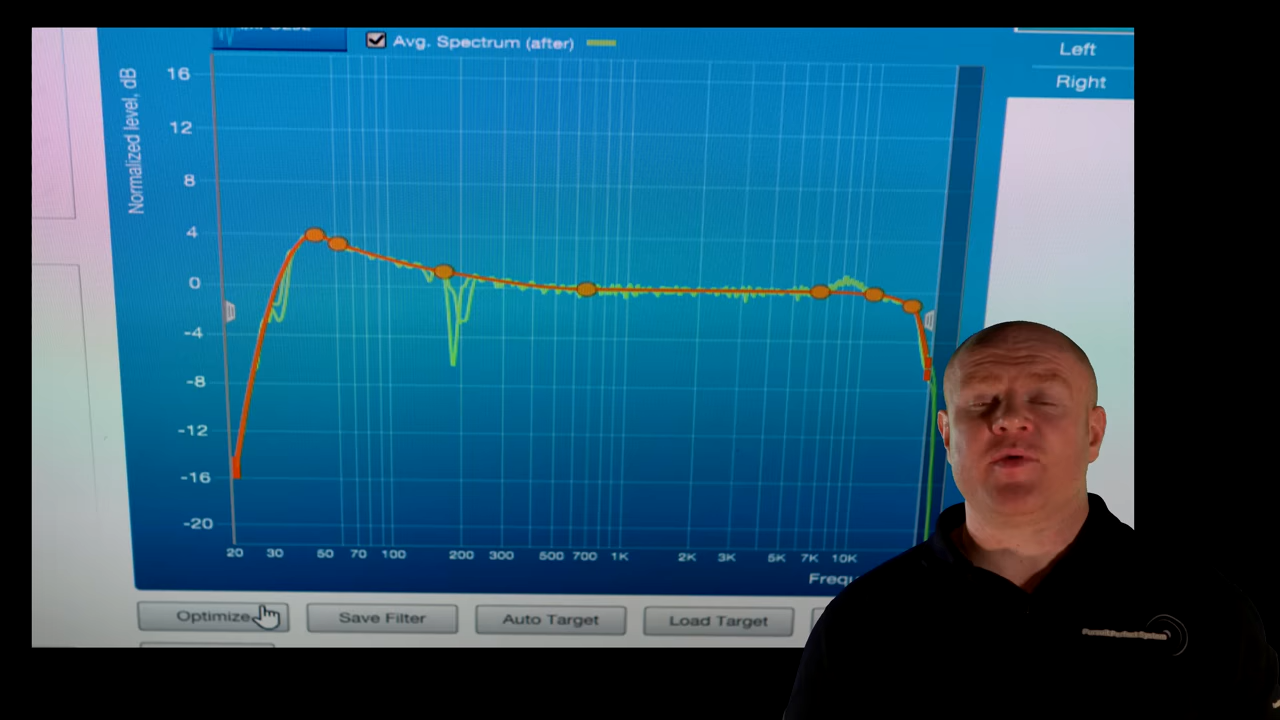 Avg. Spectrum (after)
Left
Right
Normalized level, dB
16
12
8
4
0
-4
-8
-12
-16
-20
20 30 50 70 100 200 300 500 700 1K 2K 3K 5K 7K 10K
Frequ
Optimize Save Filter Auto Target Load Target